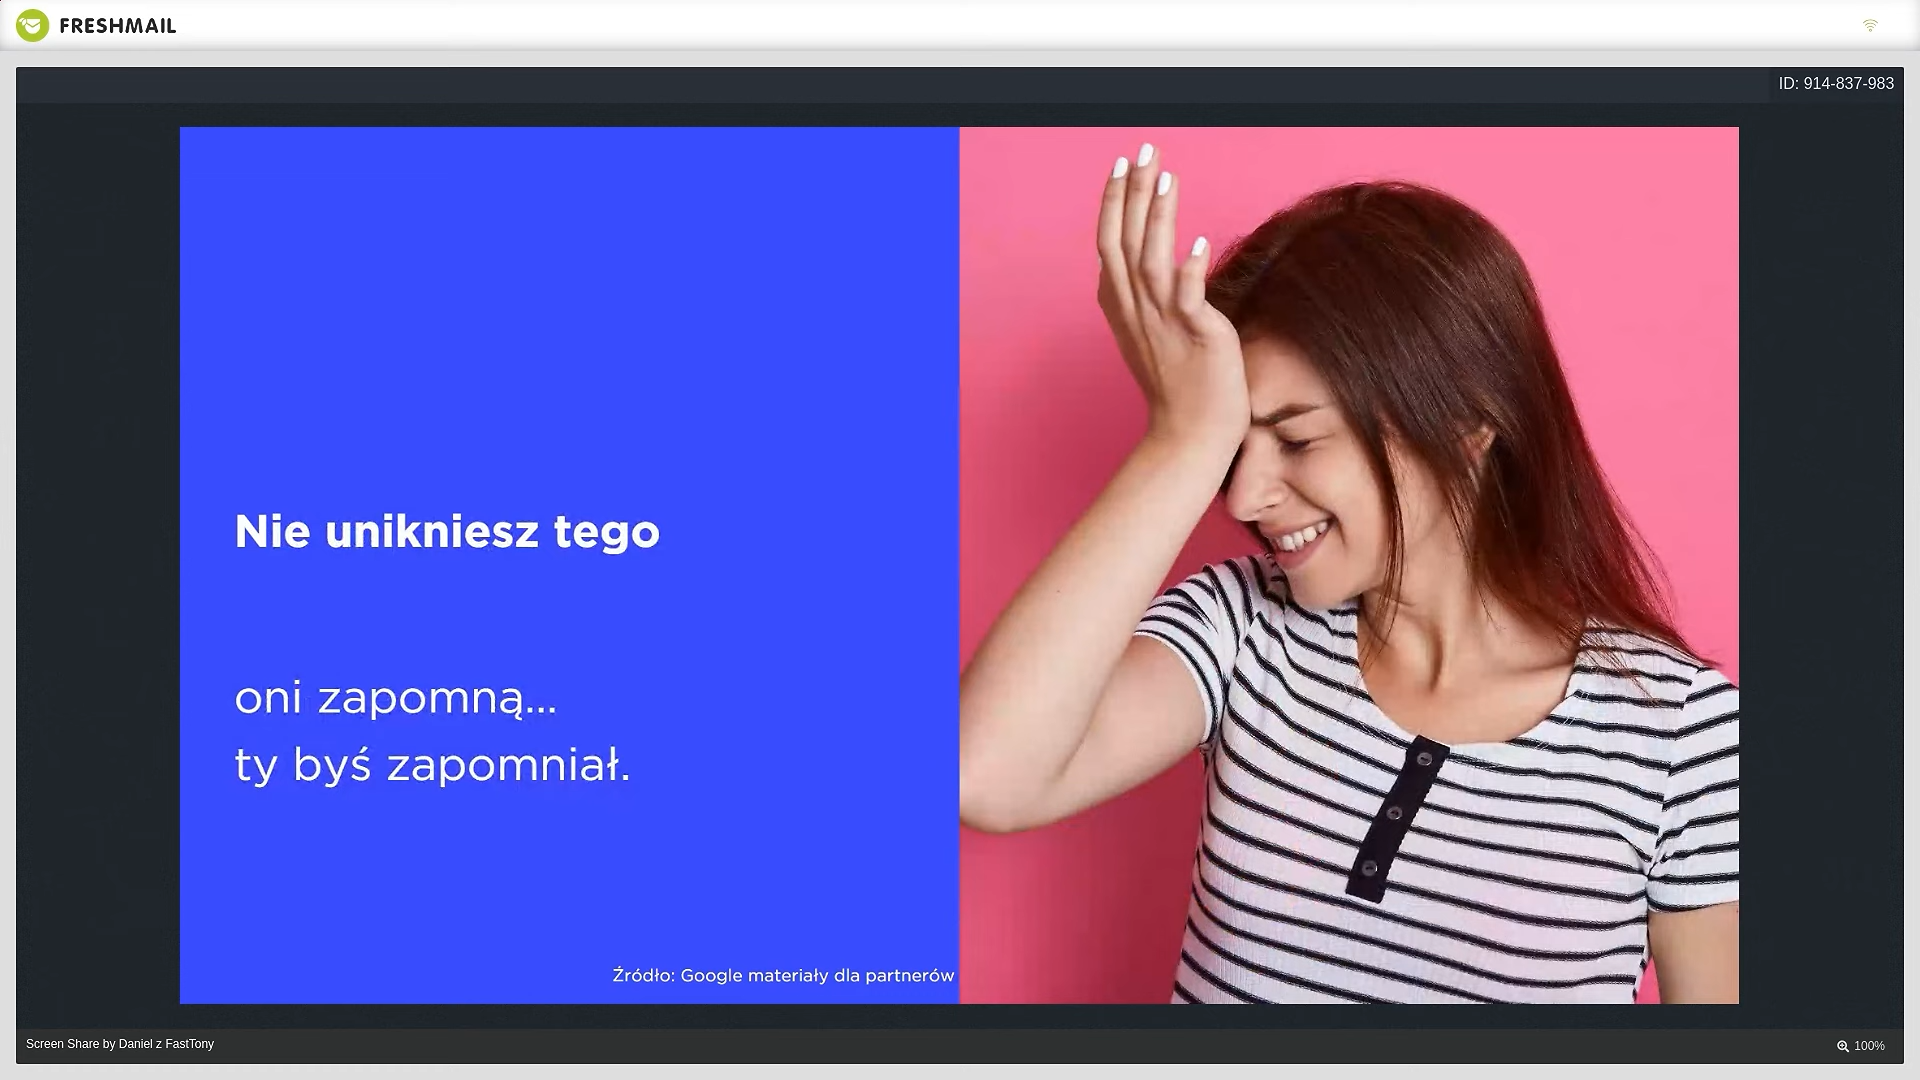 FRESHMAIL
ID: 914-837-983
Nie unikniesz tego
oni zapomną...
ty byś zapomniał.
Źródło: Google materiały dla partnerów
Screen Share by Daniel z FastTony
100%